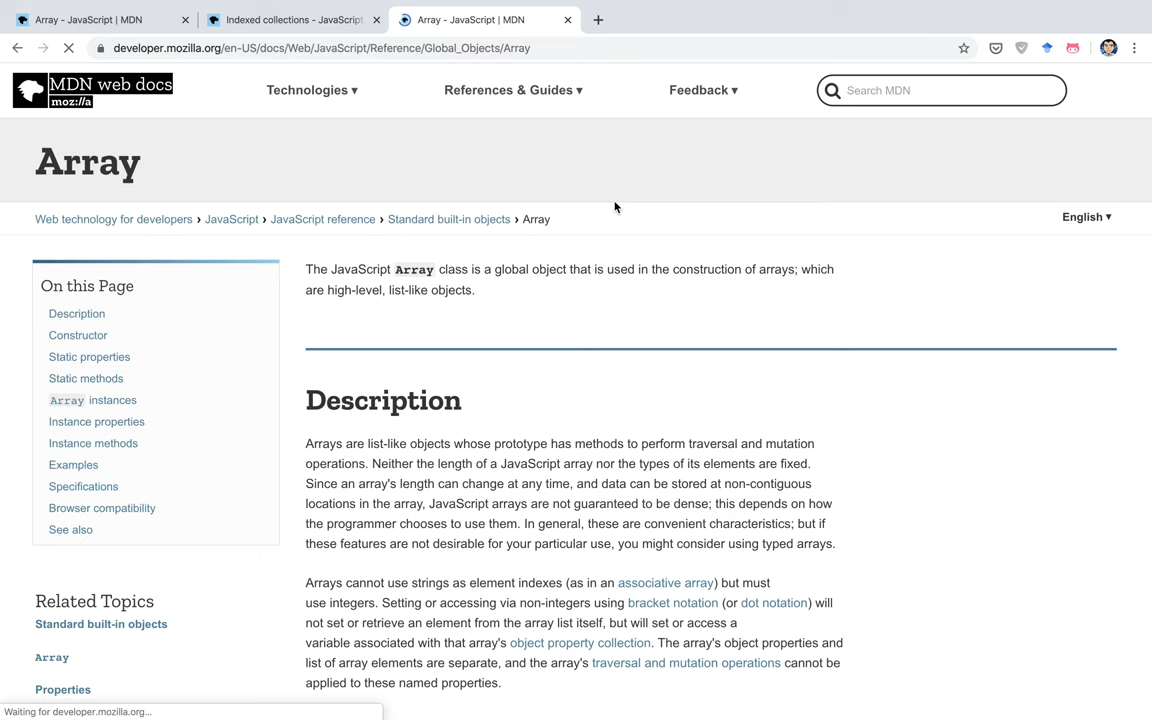 Array - JavaScript | MDN
Indexed collections - JavaScript
Array - JavaScript | MDN
developer.mozilla.org/en-US/docs/Web/JavaScript/Reference/Global_Objects/Array
MDN web docs
moz://a
Technologies ▾
References & Guides ▾
Feedback ▾
Search MDN
Array
Web technology for developers › JavaScript › JavaScript reference › Standard built-in objects › Array
English ▾
On this Page
Description
Constructor
Static properties
Static methods
Array instances
Instance properties
Instance methods
Examples
Specifications
Browser compatibility
See also
Related Topics
Standard built-in objects
Array
Properties
The JavaScript Array class is a global object that is used in the construction of arrays; which
are high-level, list-like objects.
Description
Arrays are list-like objects whose prototype has methods to perform traversal and mutation
operations. Neither the length of a JavaScript array nor the types of its elements are fixed.
Since an array's length can change at any time, and data can be stored at non-contiguous
locations in the array, JavaScript arrays are not guaranteed to be dense; this depends on how
the programmer chooses to use them. In general, these are convenient characteristics; but if
these features are not desirable for your particular use, you might consider using typed arrays.
Arrays cannot use strings as element indexes (as in an associative array) but must
use integers. Setting or accessing via non-integers using bracket notation (or dot notation) will
not set or retrieve an element from the array list itself, but will set or access a
variable associated with that array's object property collection. The array's object properties and
list of array elements are separate, and the array's traversal and mutation operations cannot be
applied to these named properties.
Waiting for developer.mozilla.org...